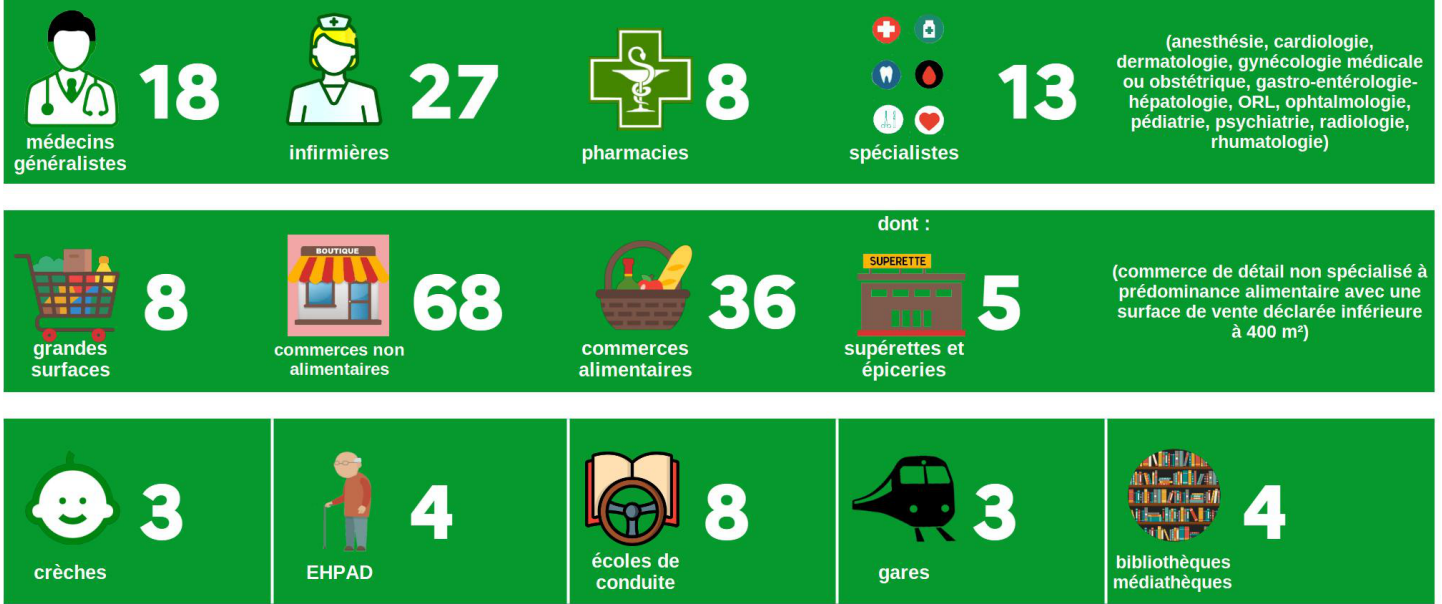 18
médecins
généralistes
27
infirmières
8
pharmacies
13
spécialistes
(anesthésie, cardiologie,
dermatologie, gynécologie médicale
ou obstétrique, gastro-entérologie-
hépatologie, ORL, ophtalmologie,
pédiatrie, psychiatrie, radiologie,
rhumatologie)
8
grandes
surfaces
BOUTIQUE
68
commerces non
alimentaires
36
commerces
alimentaires
dont :
SUPERETTE
5
supérettes et
épiceries
(commerce de détail non spécialisé à
prédominance alimentaire avec une
surface de vente déclarée inférieure
à 400 m²)
3
crèches
4
EHPAD
8
écoles de
conduite
3
gares
4
bibliothèques
médiathèques